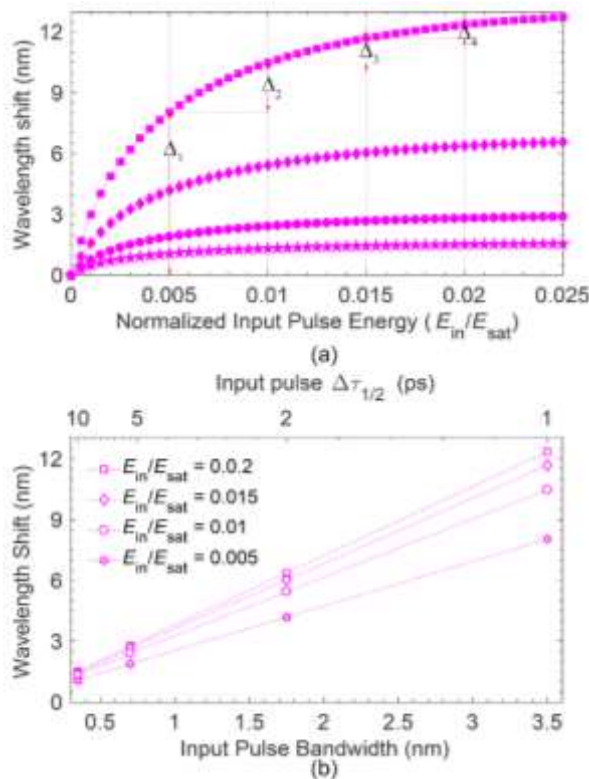 12
9
6
3
0
Wavelength shift (nm)
Δ1
Δ2
Δ3
Δ4
0 0.005 0.01 0.015 0.02 0.025
Normalized Input Pulse Energy (Ein/Esat)
(a)
Input pulse Δτ1/2 (ps)
10 5 2 1
12
9
6
3
0
Wavelength Shift (nm)
Ein/Esat = 0.0.2
Ein/Esat = 0.015
Ein/Esat = 0.01
Ein/Esat = 0.005
0.5 1 1.5 2 2.5 3 3.5
Input Pulse Bandwidth (nm)
(b)